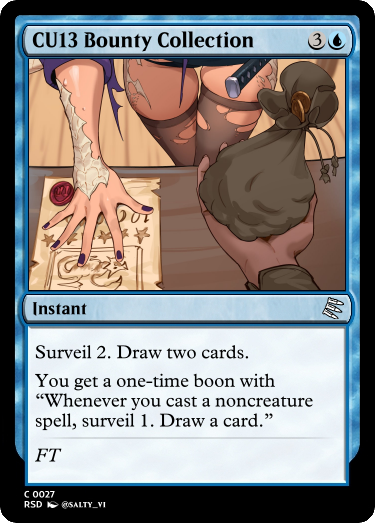 CU13 Bounty Collection
3
Instant
Surveil 2. Draw two cards.
You get a one-time boon with
“Whenever you cast a noncreature
spell, surveil 1. Draw a card.”
FT
C 0027
RSD @SALTY_VI